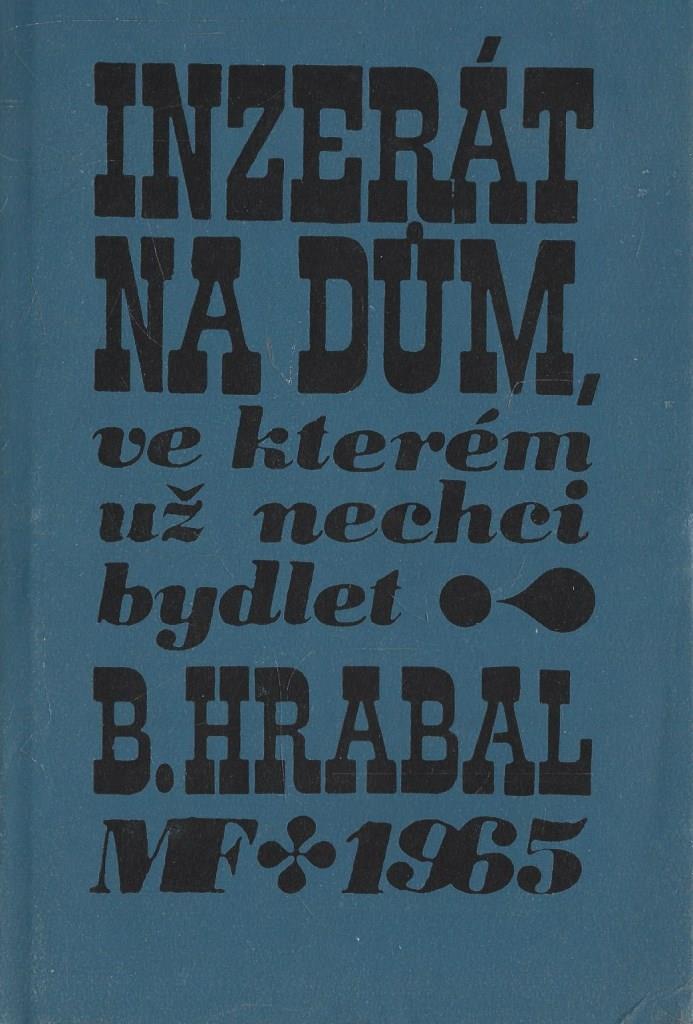 INZERÁT
NA DŮM,
ve kterém
už nechci
bydlet
B. HRABAL
MF 1965